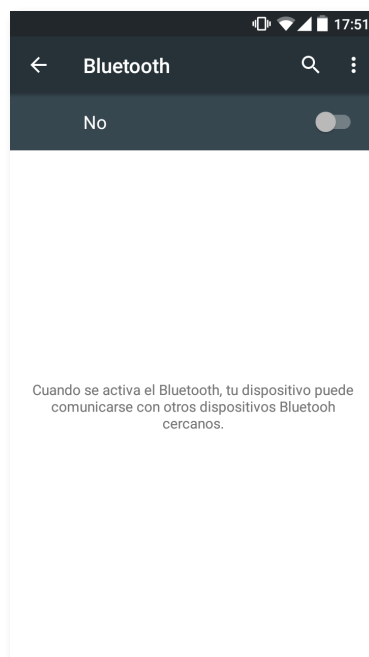 17:51
Bluetooth
No
Cuando se activa el Bluetooth, tu dispositivo puede
comunicarse con otros dispositivos Bluetooh
cercanos.